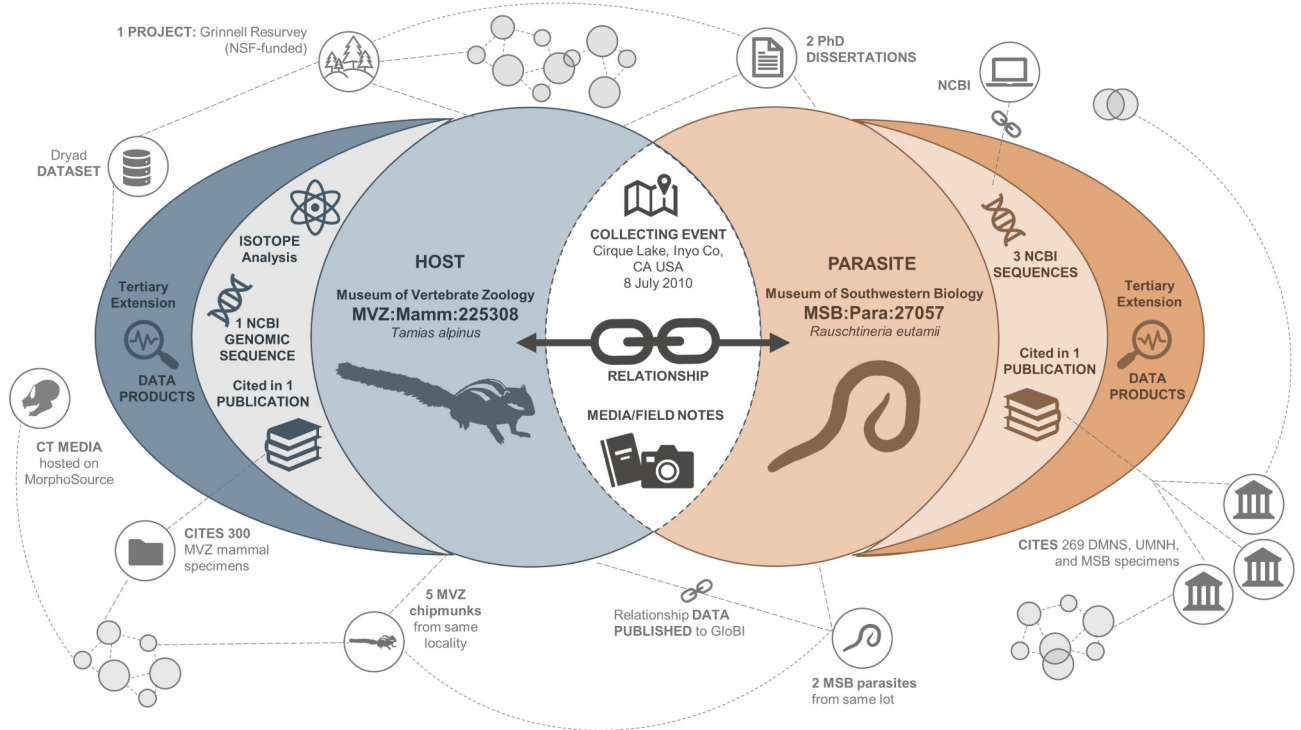 1 PROJECT: Grinnell Resurvey
(NSF-funded)
2 PhD
DISSERTATIONS
NCBI
Dryad
DATASET
Tertiary
Extension
DATA
PRODUCTS
ISOTOPE
Analysis
1 NCBI
GENOMIC
SEQUENCE
Cited in 1
PUBLICATION
HOST
Museum of Vertebrate Zoology
MVZ:Mamm:225308
Tamias alpinus
COLLECTING EVENT
Cirque Lake, Inyo Co,
CA USA
8 July 2010
RELATIONSHIP
MEDIA/FIELD NOTES
PARASITE
Museum of Southwestern Biology
MSB:Para:27057
Rauschtineria eutamii
3 NCBI
SEQUENCES
Cited in 1
PUBLICATION
Tertiary
Extension
DATA
PRODUCTS
CT MEDIA
hosted on
MorphoSource
CITES 300
MVZ mammal
specimens
5 MVZ
chipmunks
from same
locality
Relationship DATA
PUBLISHED to GloBI
2 MSB parasites
from same lot
CITES 269 DMNS, UMNH,
and MSB specimens